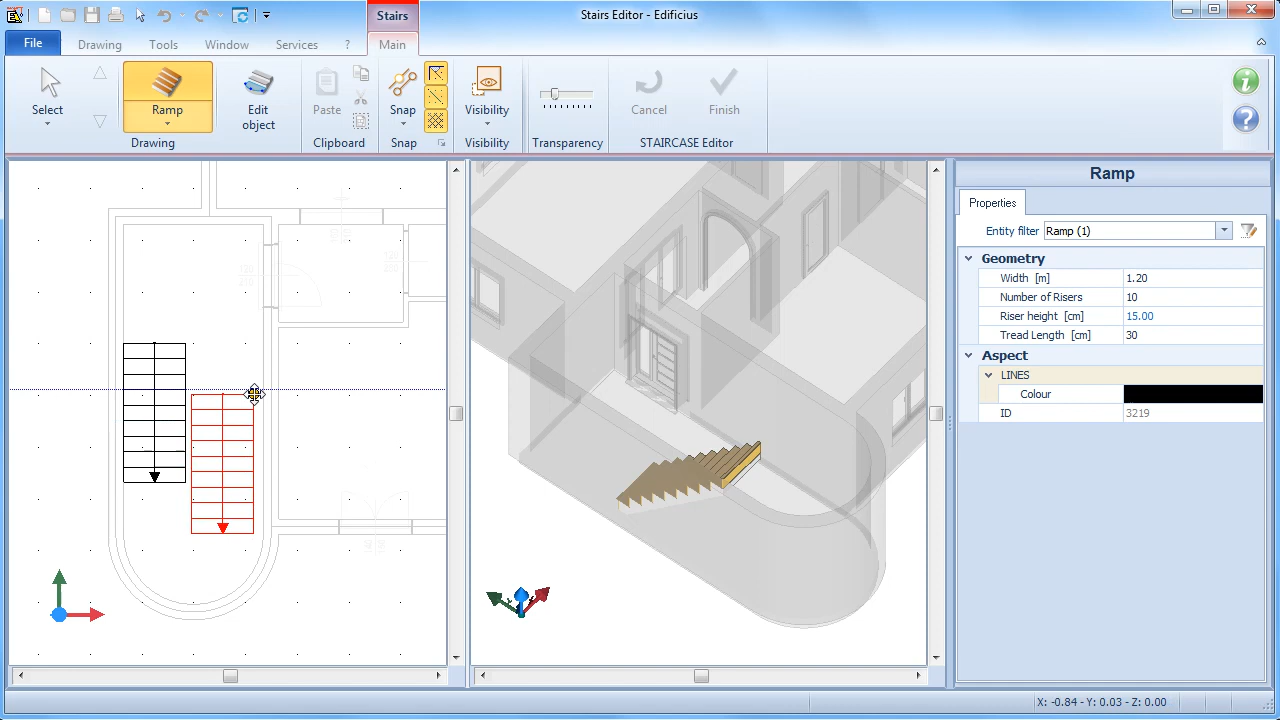 Stairs
Stairs Editor - Edificius
File
Drawing
Tools
Window
Services
?
Main
Select
Ramp
Edit
object
Paste
Snap
Visibility
Cancel
Finish
Drawing
Clipboard
Snap
Visibility
Transparency
STAIRCASE Editor
Ramp
Properties
Entity filter
Ramp (1)
Geometry
Width [m] 1.20
Number of Risers 10
Riser height [cm] 15.00
Tread Length [cm] 30
Aspect
LINES
Colour
ID 3219
X: -0.84 - Y: 0.03 - Z: 0.00